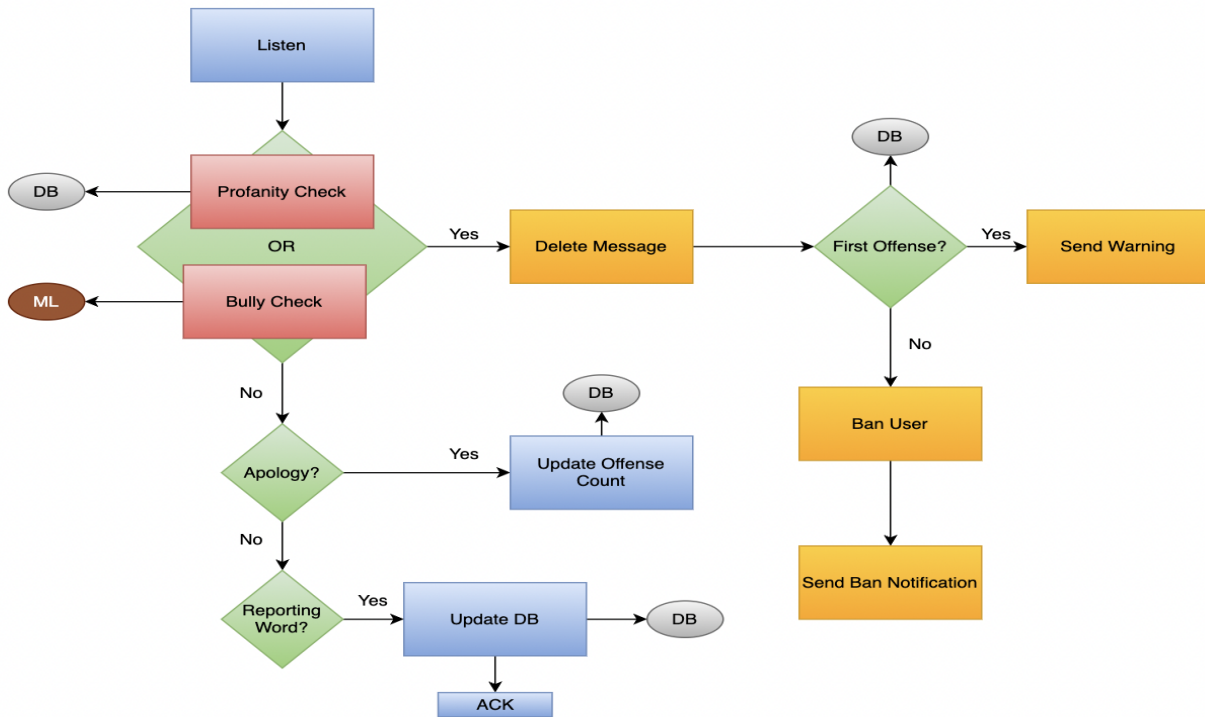 Listen
DB
Profanity Check
DB
OR
Yes
Delete Message
First Offense?
Yes
Send Warning
ML
Bully Check
No
No
DB
Ban User
Apology?
Yes
Update Offense
Count
No
Send Ban Notification
Reporting
Word?
Yes
Update DB
DB
ACK